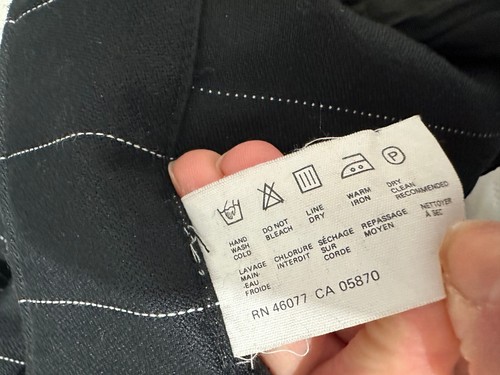 P
HAND
WASH
COLD
DO NOT
BLEACH
LINE
DRY
WARM
IRON
DRY
CLEAN
RECOMMENDED
LAVAGE
MAIN-
-EAU
FROIDE
CHLORURE
INTERDIT
SÉCHAGE
SUR
CORDE
REPASSAGE
MOYEN
NETTOYER
À SEC
RN 46077 CA 05870